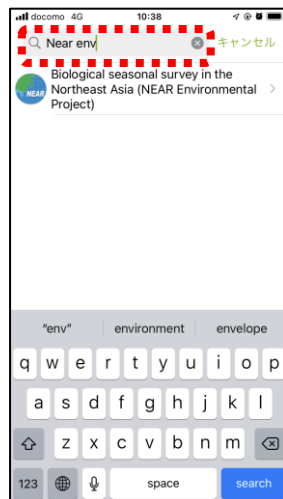 docomo 4G 10:38
Near env キャンセル
Biological seasonal survey in the
NEAR Northeast Asia (NEAR Environmental
Project)
"env" environment envelope
q w e r t y u i o p
a s d f g h j k l
z x c v b n m
123 space search